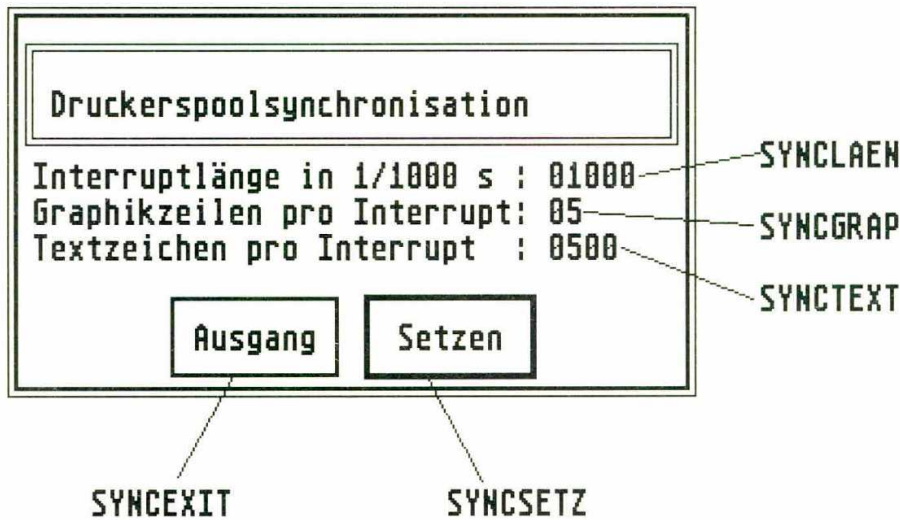 Druckerspoolsynchronisation
Interruptlänge in 1/1000 s : 01000
SYNCLAEN
Graphikzeilen pro Interrupt: 05
SYNCGRAP
Textzeichen pro Interrupt : 0500
SYNCTEXT
Ausgang Setzen
SYNCEXIT SYNCSETZ